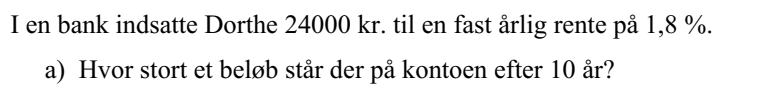 I en bank indsatte Dorthe 24000 kr. til en fast årlig rente på 1,8 %.
a) Hvor stort et beløb står der på kontoen efter 10 år?